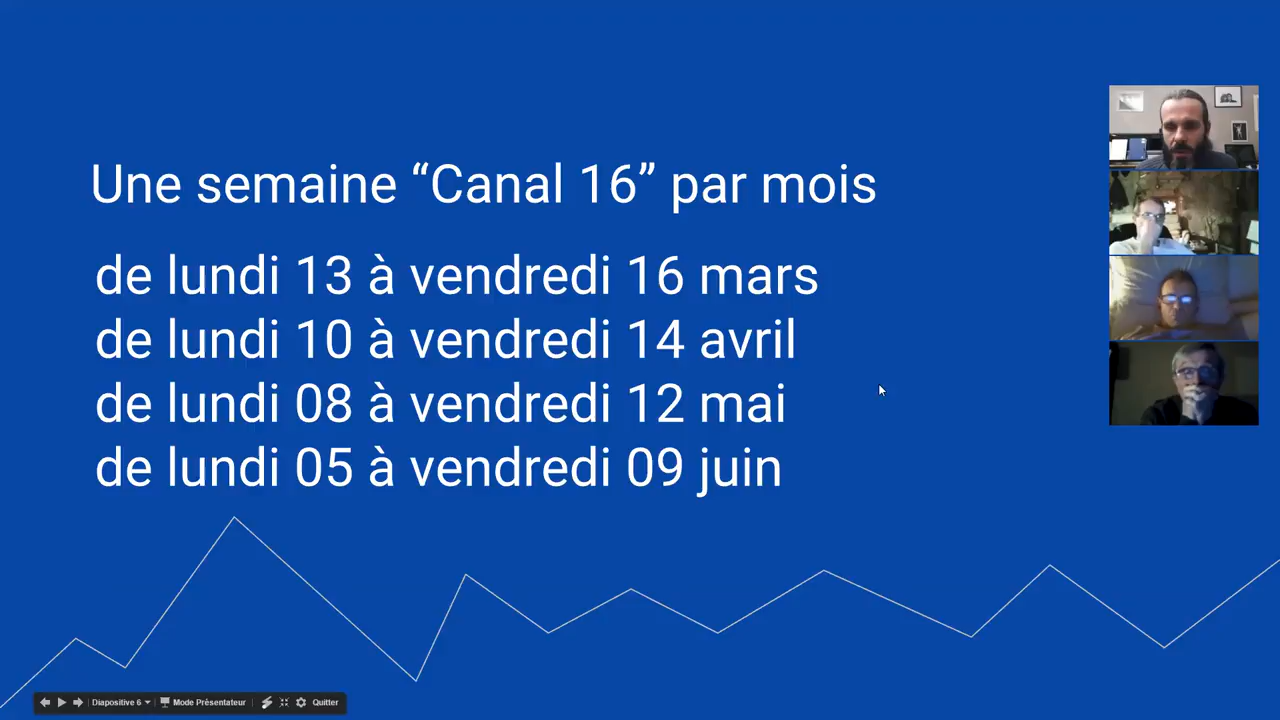 Une semaine “Canal 16” par mois
de lundi 13 à vendredi 16 mars
de lundi 10 à vendredi 14 avril
de lundi 08 à vendredi 12 mai
de lundi 05 à vendredi 09 juin
Diapositive 6
Mode Présentateur
Quitter